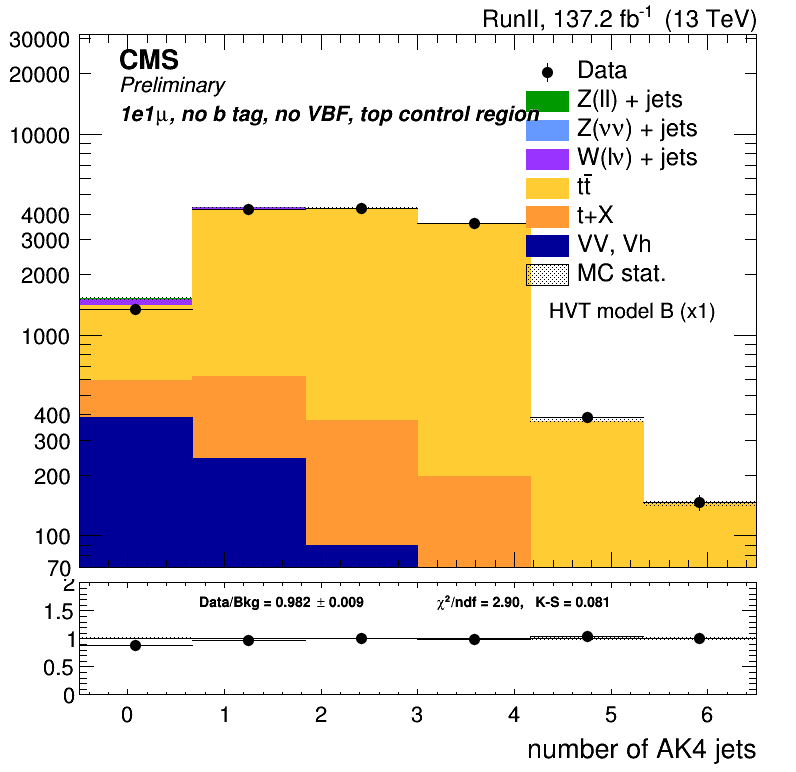 RunII, 137.2 fb⁻¹ (13 TeV)
CMS
Preliminary
1e1μ, no b tag, no VBF, top control region
Data
Z(ll) + jets
Z(νν) + jets
W(lν) + jets
tt̄
t+X
VV, Vh
MC stat.
HVT model B (x1)
30000
20000
10000
4000
3000
2000
1000
400
300
200
100
70
Data/Bkg = 0.982 ± 0.009
χ²/ndf = 2.90, K-S = 0.081
2
1.5
1
0.5
0
0 1 2 3 4 5 6
number of AK4 jets